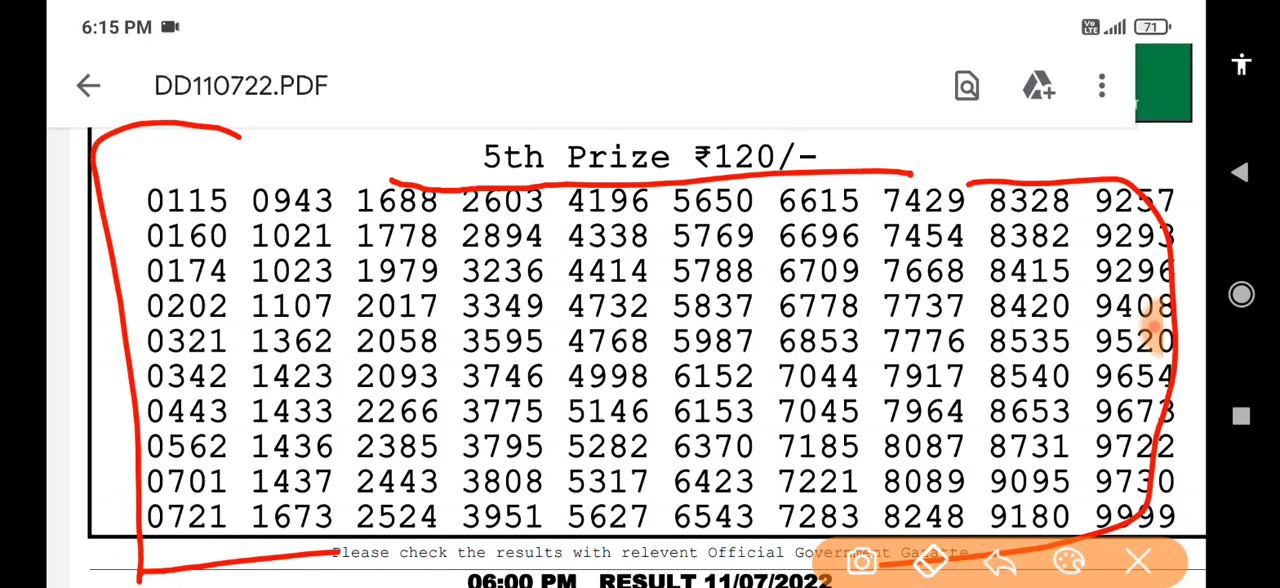 6:15 PM
Vo LTE
71
DD110722.PDF
5th Prize ₹120/-
0115 0943 1688 2603 4196 5650 6615 7429 8328 9257
0160 1021 1778 2894 4338 5769 6696 7454 8382 9293
0174 1023 1979 3236 4414 5788 6709 7668 8415 9296
0202 1107 2017 3349 4732 5837 6778 7737 8420 9408
0321 1362 2058 3595 4768 5987 6853 7776 8535 9520
0342 1423 2093 3746 4998 6152 7044 7917 8540 9654
0443 1433 2266 3775 5146 6153 7045 7964 8653 9673
0562 1436 2385 3795 5282 6370 7185 8087 8731 9722
0701 1437 2443 3808 5317 6423 7221 8089 9095 9730
0721 1673 2524 3951 5627 6543 7283 8248 9180 9999
Please check the results with relevent Official Government Gazatte
06:00 PM RESULT 11/07/2022